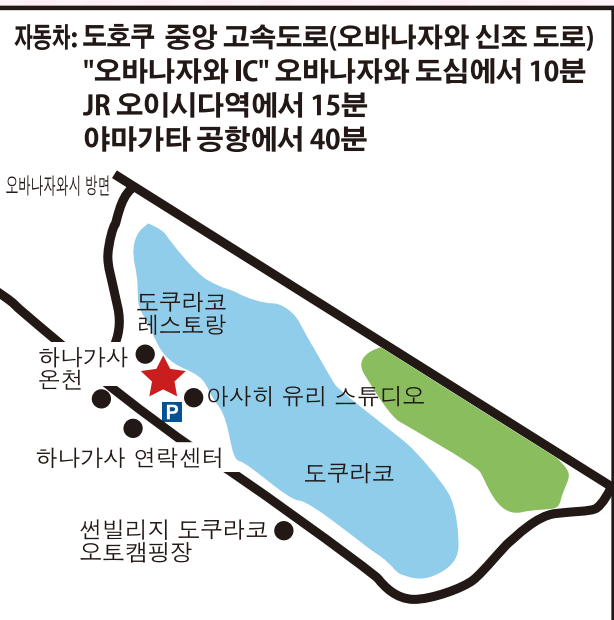 자동차: 도호쿠 중앙 고속도로(오바나자와 신조 도로)
"오바나자와 IC" 오바나자와 도심에서 10분
JR 오이시다역에서 15분
야마가타 공항에서 40분
오바나자와시 방면
도쿠라코
레스토랑
하나가사
온천
아사히 유리 스튜디오
P
하나가사 연락센터
도쿠라코
썬빌리지 도쿠라코
오토캠핑장